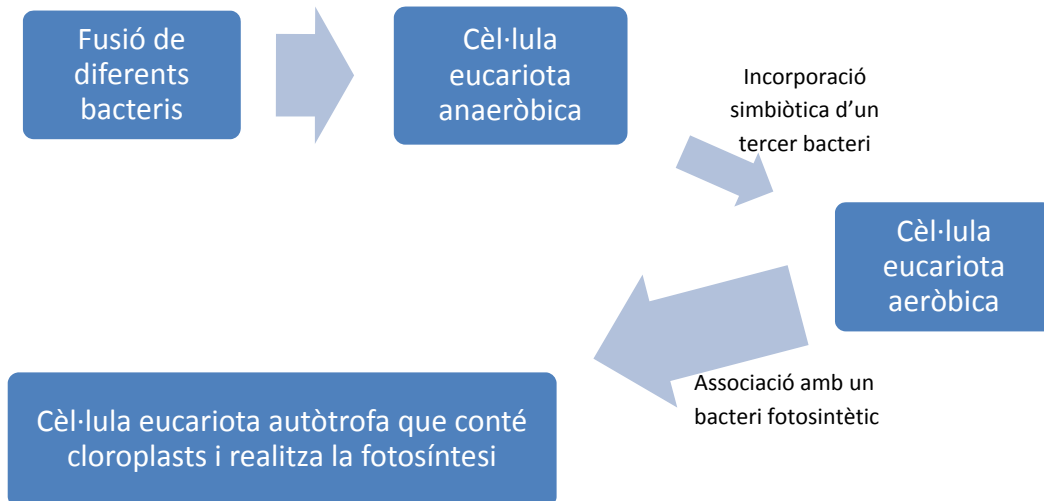 Fusió de
diferents
bacteris
Cèl·lula
eucariota
anaeròbica
Incorporació
simbiòtica d’un
tercer bacteri
Cèl·lula
eucariota
aeròbica
Associació amb un
bacteri fotosintètic
Cèl·lula eucariota autòtrofa que conté
cloroplasts i realitza la fotosíntesi